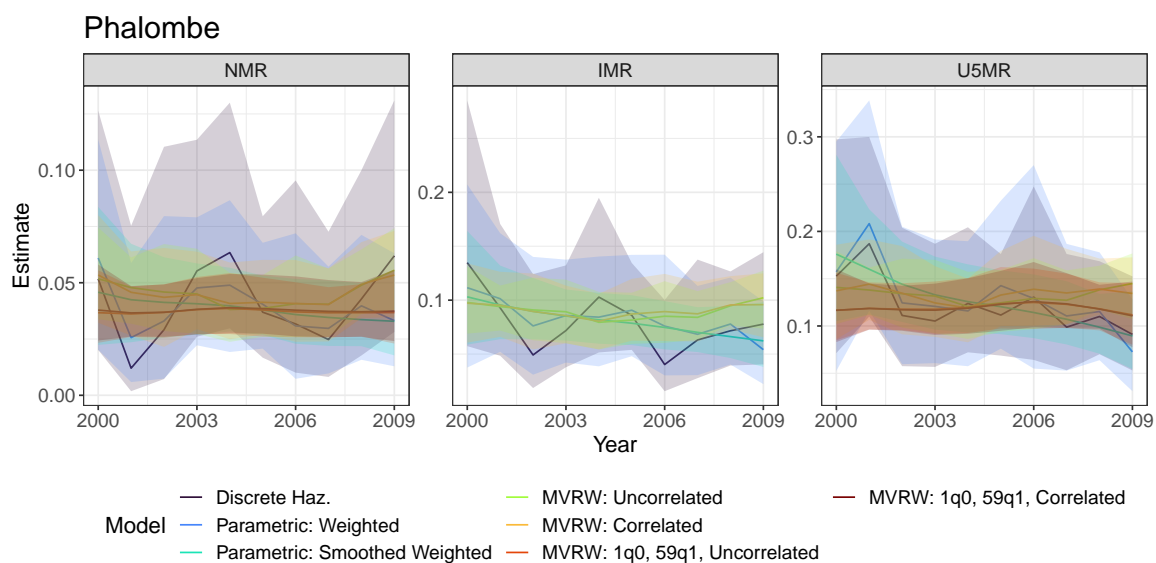 Phalombe
NMR IMR U5MR
Estimate
0.10
0.05
0.00
0.2
0.1
0.3
0.2
0.1
2000 2003 2006 2009 2000 2003 2006 2009 2000 2003 2006 2009
Year
Model
Discrete Haz.
Parametric: Weighted
Parametric: Smoothed Weighted
MVRW: Uncorrelated
MVRW: Correlated
MVRW: 1q0, 59q1, Uncorrelated
MVRW: 1q0, 59q1, Correlated